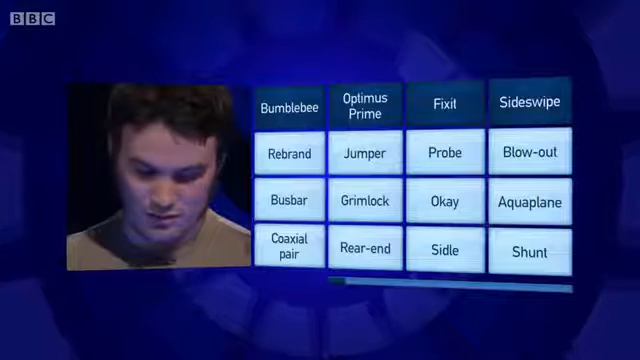 BBC
Bumblebee
Optimus
Prime
Fixit
Sideswipe
Rebrand
Jumper
Probe
Blow-out
Busbar
Grimlock
Okay
Aquaplane
Coaxial
pair
Rear-end
Sidle
Shunt